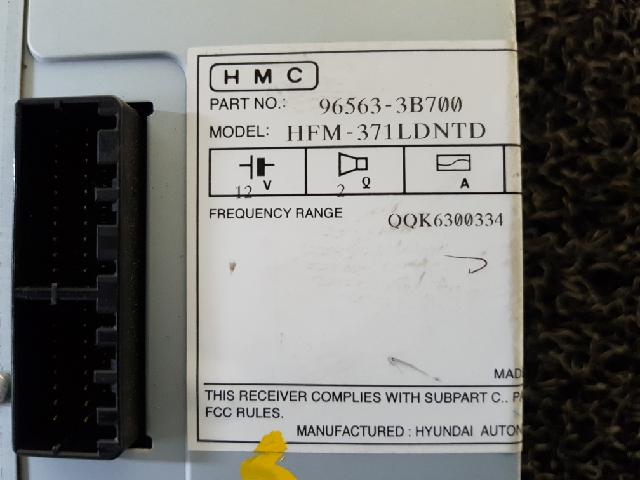 HMC
PART NO.: 96563-3B700
MODEL: HFM-371LDNTD
12 V 2 Ω A
FREQUENCY RANGE QQK6300334
THIS RECEIVER COMPLIES WITH SUBPART C..
FCC RULES.
MANUFACTURED : HYUNDAI